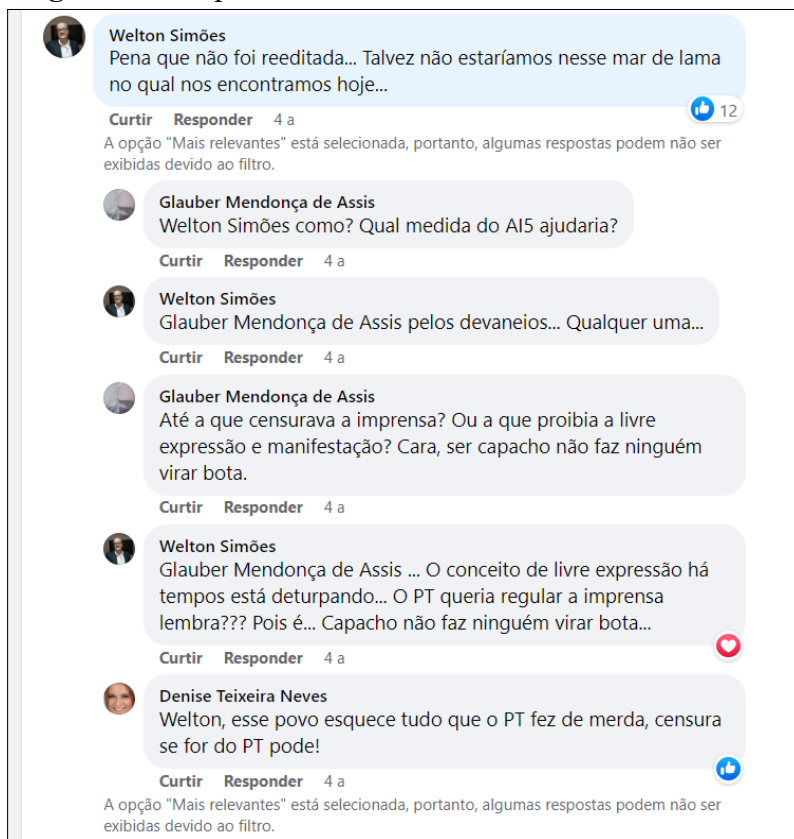 Welton Simões
Pena que não foi reeditada... Talvez não estaríamos nesse mar de lama
no qual nos encontramos hoje...
12
Curtir Responder 4 a
A opção "Mais relevantes" está selecionada, portanto, algumas respostas podem não ser
exibidas devido ao filtro.
Glauber Mendonça de Assis
Welton Simões como? Qual medida do AI5 ajudaria?
Curtir Responder 4 a
Welton Simões
Glauber Mendonça de Assis pelos devaneios... Qualquer uma...
Curtir Responder 4 a
Glauber Mendonça de Assis
Até a que censurava a imprensa? Ou a que proibia a livre
expressão e manifestação? Cara, ser capacho não faz ninguém
virar bota.
Curtir Responder 4 a
Welton Simões
Glauber Mendonça de Assis ... O conceito de livre expressão há
tempos está deturpando... O PT queria regular a imprensa
lembra??? Pois é... Capacho não faz ninguém virar bota...
Curtir Responder 4 a
Denise Teixeira Neves
Welton, esse povo esquece tudo que o PT fez de merda, censura
se for do PT pode!
Curtir Responder 4 a
A opção "Mais relevantes" está selecionada, portanto, algumas respostas podem não ser
exibidas devido ao filtro.